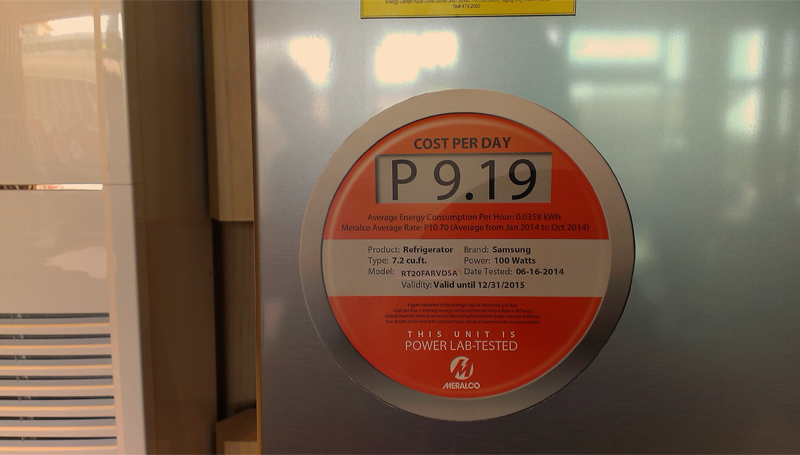 COST PER DAY
P 9.19
Average Energy Consumption Per Hour: 0.0358 kWh
Meralco Average Rate: P10.70 (Average from Jan 2014 to Oct 2014)
Product: Refrigerator Brand: Samsung
Type: 7.2 cu.ft. Power: 100 Watts
Model: RT20FARVDSA Date Tested: 06-16-2014
Validity: Valid until 12/31/2015
THIS UNIT IS
POWER LAB-TESTED
MERALCO